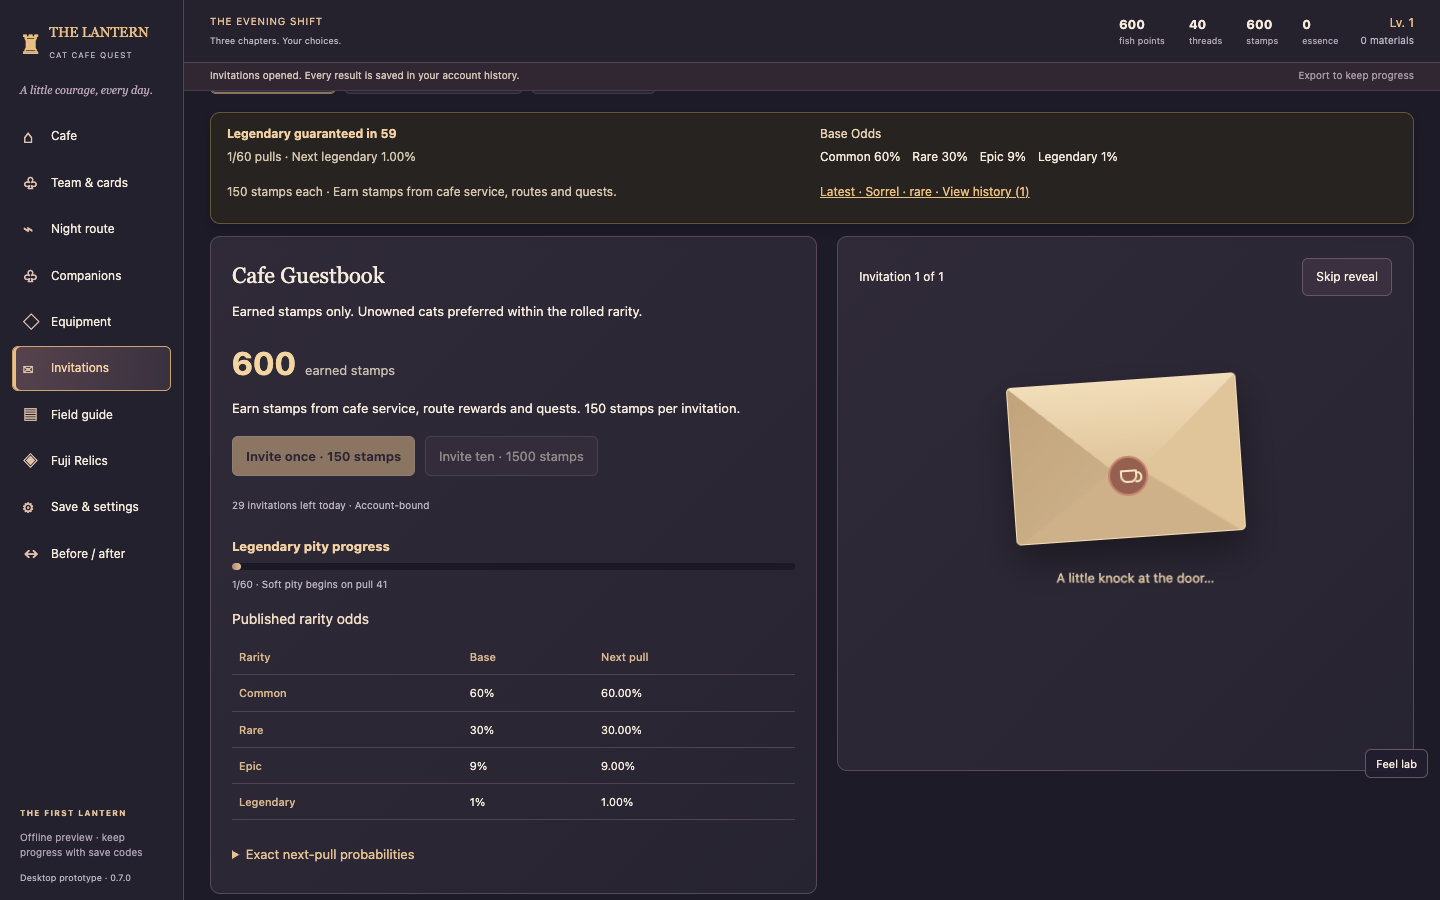 THE LANTERN
CAT CAFE QUEST
A little courage, every day.
Cafe
Team & cards
Night route
Companions
Equipment
Invitations
Field guide
Fuji Relics
Save & settings
Before / after
THE FIRST LANTERN
Offline preview · keep
progress with save codes
Desktop prototype · 0.7.0
THE EVENING SHIFT
Three chapters. Your choices.
600 fish points
40 threads
600 stamps
0 essence
Lv. 1
0 materials
Invitations opened. Every result is saved in your account history.
Export to keep progress
Legendary guaranteed in 59
1/60 pulls · Next legendary 1.00%
150 stamps each · Earn stamps from cafe service, routes and quests.
Base Odds
Common 60% Rare 30% Epic 9% Legendary 1%
Latest · Sorrel · rare · View history (1)
Cafe Guestbook
Earned stamps only. Unowned cats preferred within the rolled rarity.
600 earned stamps
Earn stamps from cafe service, route rewards and quests. 150 stamps per invitation.
Invite once · 150 stamps
Invite ten · 1500 stamps
29 invitations left today · Account-bound
Legendary pity progress
1/60 · Soft pity begins on pull 41
Published rarity odds
Rarity Base Next pull
Common 60% 60.00%
Rare 30% 30.00%
Epic 9% 9.00%
Legendary 1% 1.00%
Exact next-pull probabilities
Invitation 1 of 1
Skip reveal
A little knock at the door...
Feel lab